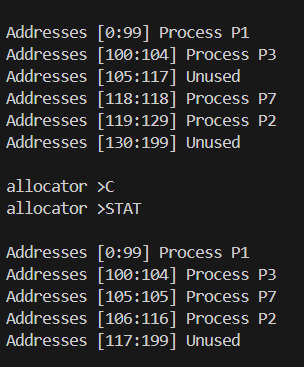 Addresses [0:99] Process P1
Addresses [100:104] Process P3
Addresses [105:117] Unused
Addresses [118:118] Process P7
Addresses [119:129] Process P2
Addresses [130:199] Unused
allocator >C
allocator >STAT
Addresses [0:99] Process P1
Addresses [100:104] Process P3
Addresses [105:105] Process P7
Addresses [106:116] Process P2
Addresses [117:199] Unused